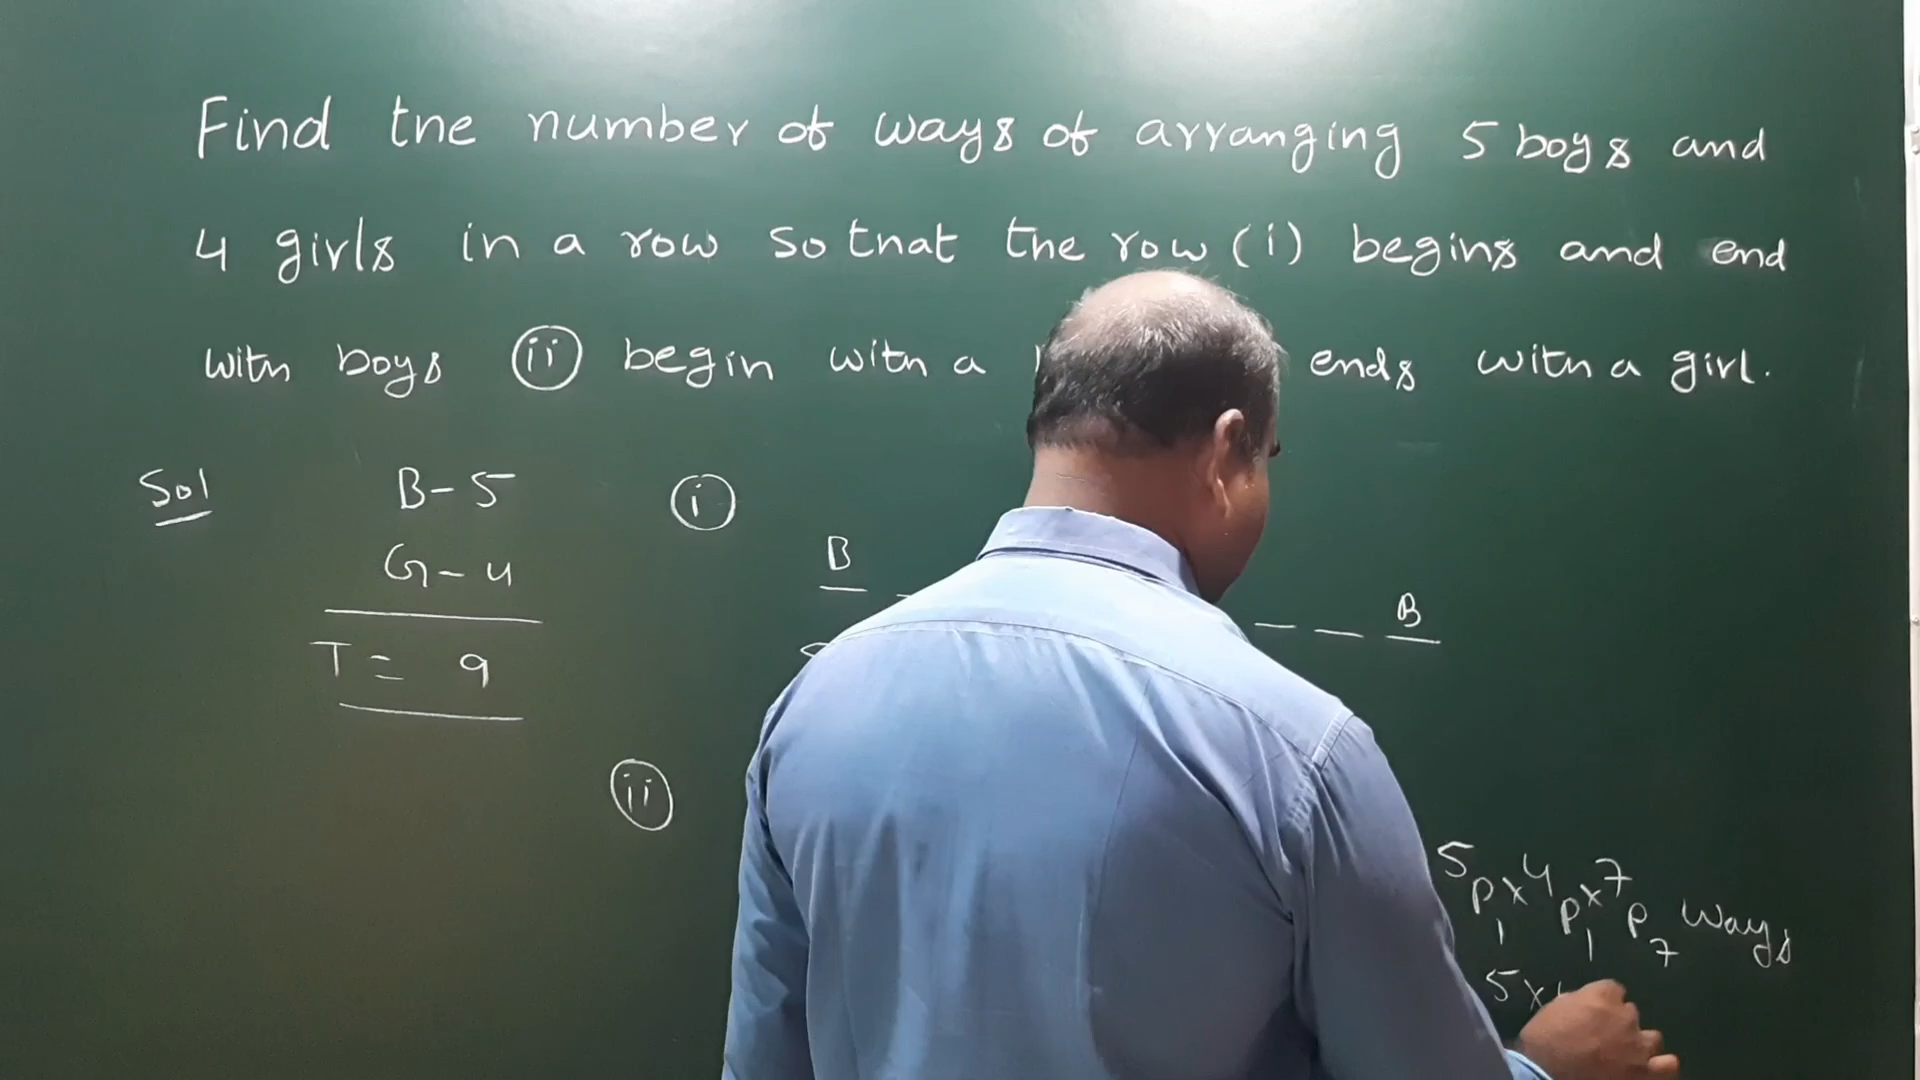 Find the number of ways of arranging 5 boys and
4 girls in a row so that the row (i) begins and end
with boys (ii) begin with a ends with a girl.
Sol B-5 (i)
B B
G-4
T = 9
(ii)
5P1 x 4P1 x 7P7 ways
5 x